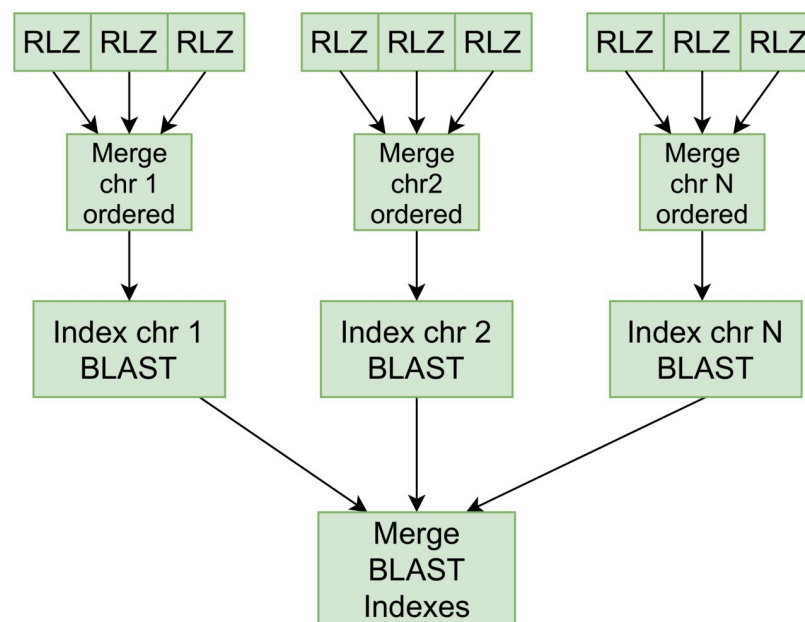 RLZ RLZ RLZ RLZ RLZ RLZ RLZ RLZ RLZ
Merge
chr 1
ordered
Merge
chr2
ordered
Merge
chr N
ordered
Index chr 1
BLAST
Index chr 2
BLAST
Index chr N
BLAST
Merge
BLAST
Indexes